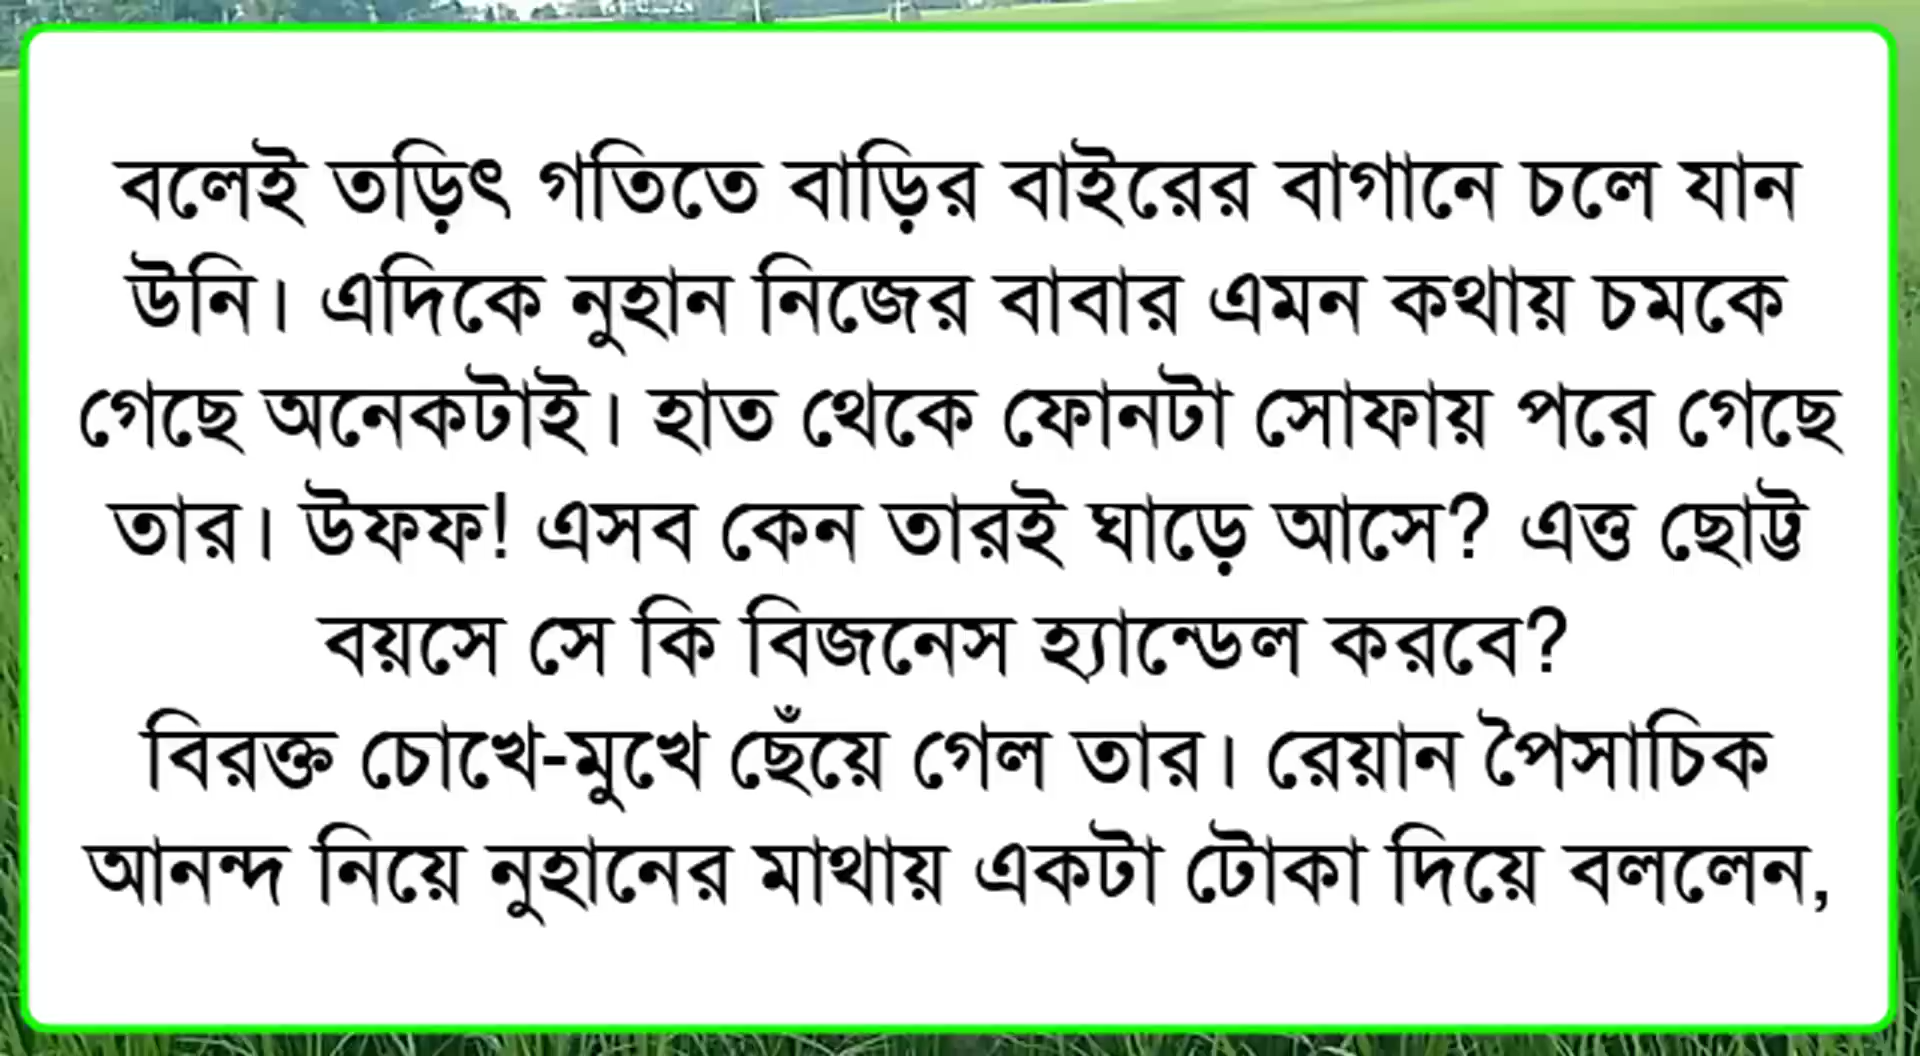 বলেই তড়িৎ গতিতে বাড়ির বাইরের বাগানে চলে যান
উনি। এদিকে নুহান নিজের বাবার এমন কথায় চমকে
গেছে অনেকটাই। হাত থেকে ফোনটা সোফায় পরে গেছে
তার। উফফ! এসব কেন তারই ঘাড়ে আসে? এত্ত ছোট্ট
বয়সে সে কি বিজনেস হ্যান্ডেল করবে?
বিরক্ত চোখে-মুখে ছেঁয়ে গেল তার। রেয়ান পৈসাচিক
আনন্দ নিয়ে নুহানের মাথায় একটা টোকা দিয়ে বললেন,